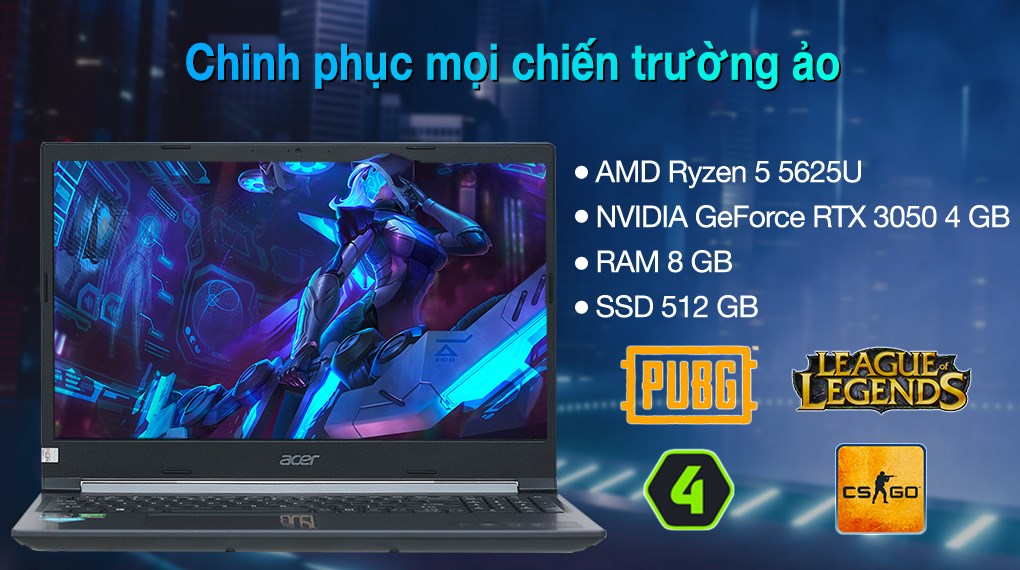 Chinh phục mọi chiến trường ảo
AMD Ryzen 5 5625U
NVIDIA GeForce RTX 3050 4 GB
RAM 8 GB
SSD 512 GB
PUBG
LEAGUE of
LEGENDS
4
CS GO
acer